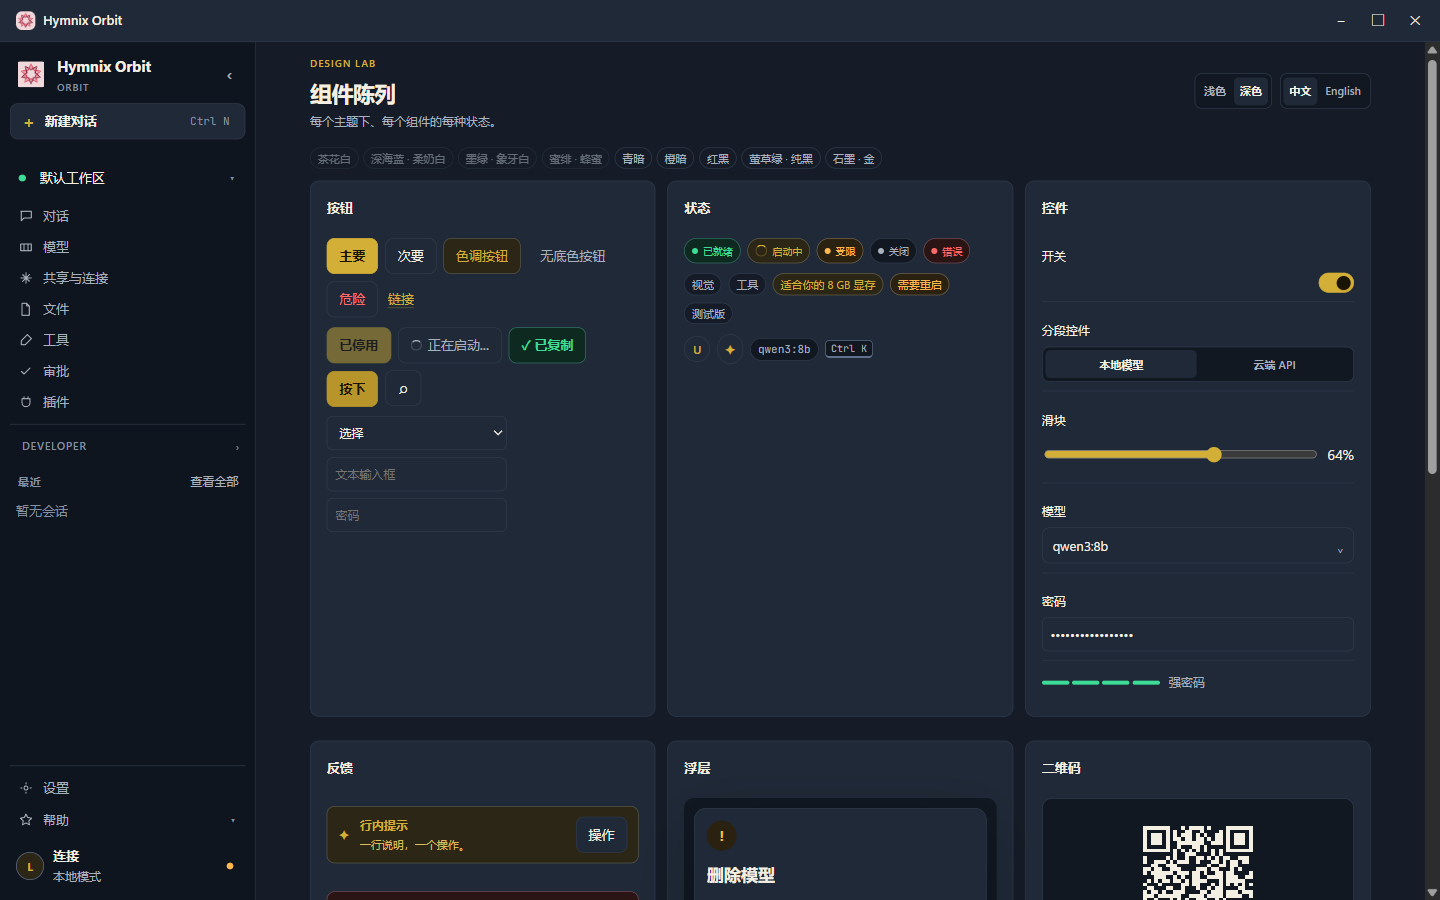 Hymnix Orbit
Hymnix Orbit
ORBIT
+ 新建对话 Ctrl N
默认工作区
对话
模型
共享与连接
文件
工具
审批
插件
DEVELOPER
最近 查看全部
暂无会话
设置
帮助
L
连接
本地模式
DESIGN LAB
组件陈列
每个主题下、每个组件的每种状态。
浅色 深色 中文 English
茶花白 深海蓝 · 柔奶白 墨绿 · 象牙白 蜜绯 · 蜂蜜 青暗 橙暗 红黑 萤草绿 · 纯黑 石墨 · 金
按钮
主要 次要 色调按钮 无底色按钮
危险 链接
已停用 正在启动... ✓已复制
按下
选择
文本输入框
密码
状态
已就绪 启动中 受限 关闭 错误
视觉 工具 适合你的 8 GB 显存 需要重启
测试版
U qwen3:8b Ctrl K
控件
开关
分段控件
本地模型 云端 API
滑块
64%
模型
qwen3:8b
密码
•••••••••••••••••
强密码
反馈
行内提示
一行说明，一个操作。
操作
浮层
!
删除模型
二维码